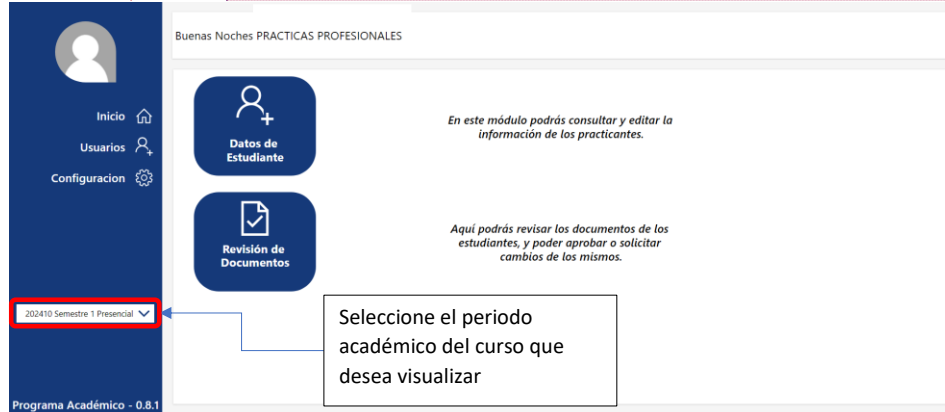 Buenas Noches PRACTICAS PROFESIONALES
Inicio
Usuarios
Configuracion
202410 Semestre 1 Presencial
Programa Académico - 0.8.1
Datos de
Estudiante
En este módulo podrás consultar y editar la
información de los practicantes.
Revisión de
Documentos
Aquí podrás revisar los documentos de los
estudiantes, y poder aprobar o solicitar
cambios de los mismos.
Seleccione el periodo
académico del curso que
desea visualizar